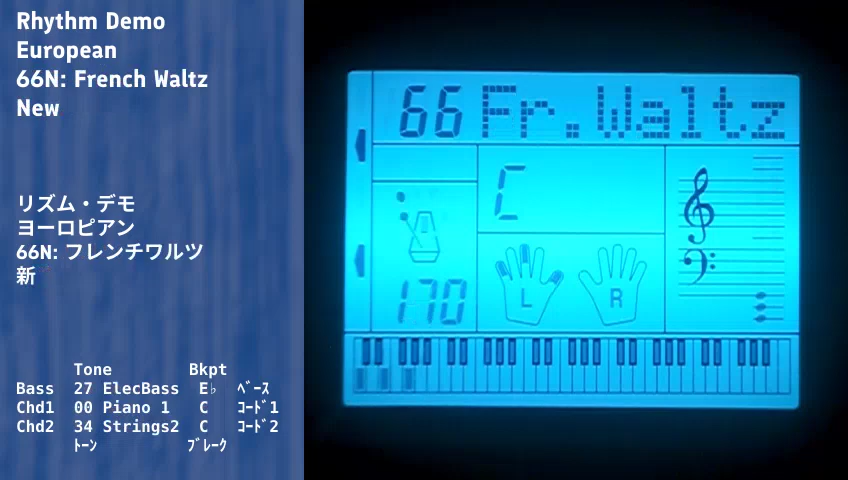 Rhythm Demo
European
66N: French Waltz
New
リズム・デモ
ヨーロピアン
66N: フレンチワルツ
新
Tone Bkpt
Bass 27 ElecBass E♭ ﾍﾞｰｽ
Chd1 00 Piano 1 C ｺｰﾄﾞ1
Chd2 34 Strings2 C ｺｰﾄﾞ2
ﾄｰﾝ ﾌﾞﾚｰｸ
66 Fr.Waltz
C
170
L R